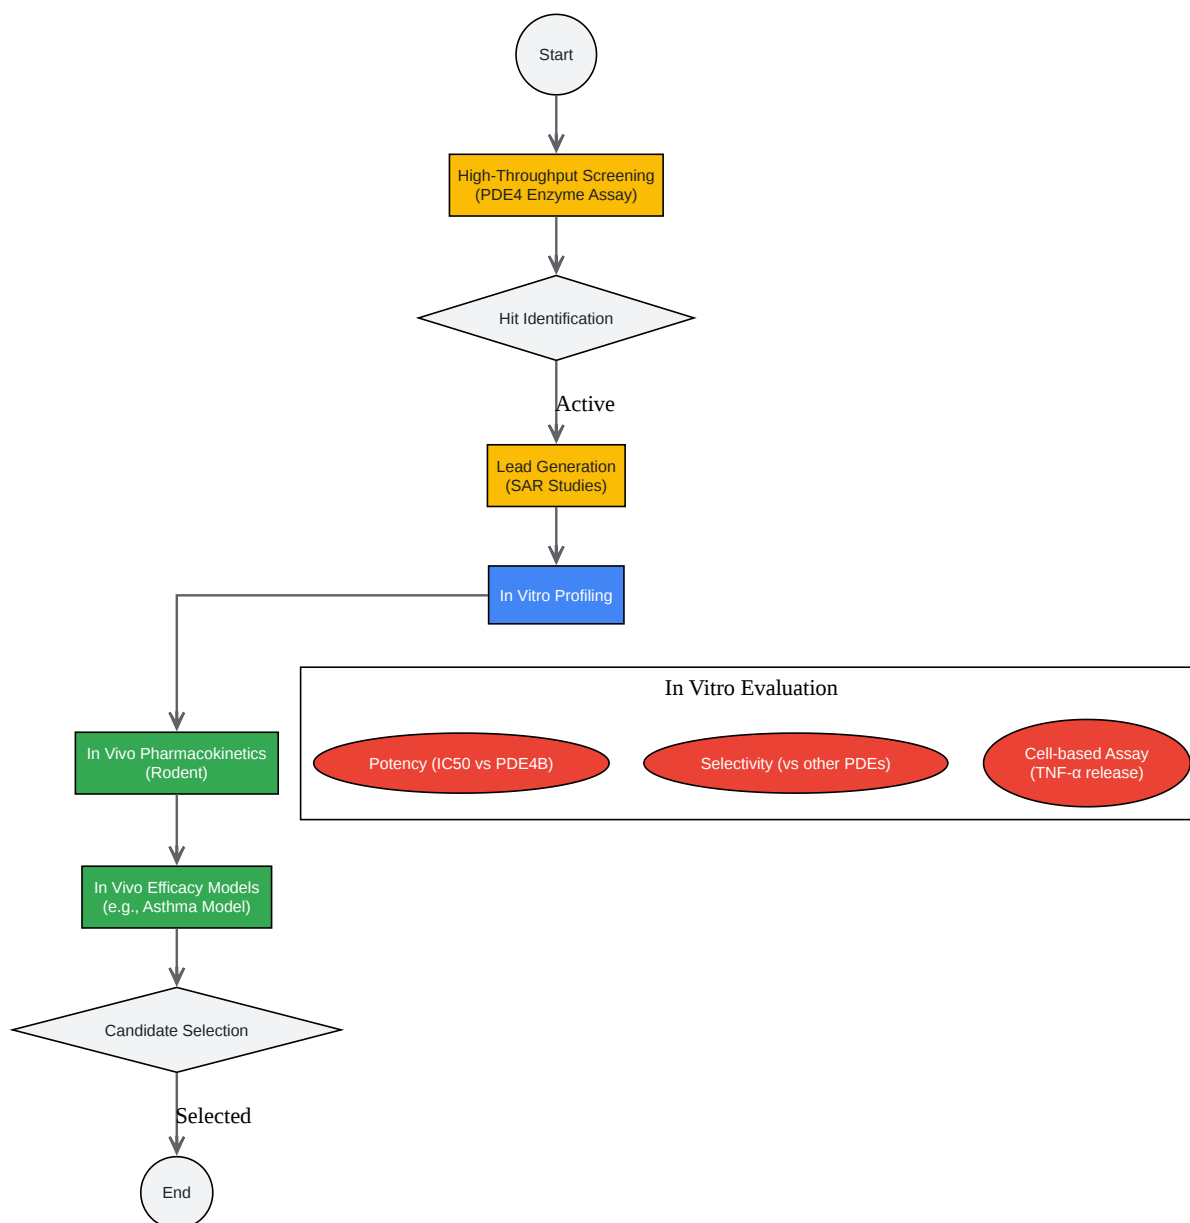 Start
High-Throughput Screening
(PDE4 Enzyme Assay)
Hit Identification
Active
Lead Generation
(SAR Studies)
In Vitro Profiling
In Vitro Evaluation
Potency (IC50 vs PDE4B)
Selectivity (vs other PDEs)
Cell-based Assay
(TNF-α release)
In Vivo Pharmacokinetics
(Rodent)
In Vivo Efficacy Models
(e.g., Asthma Model)
Candidate Selection
Selected
End